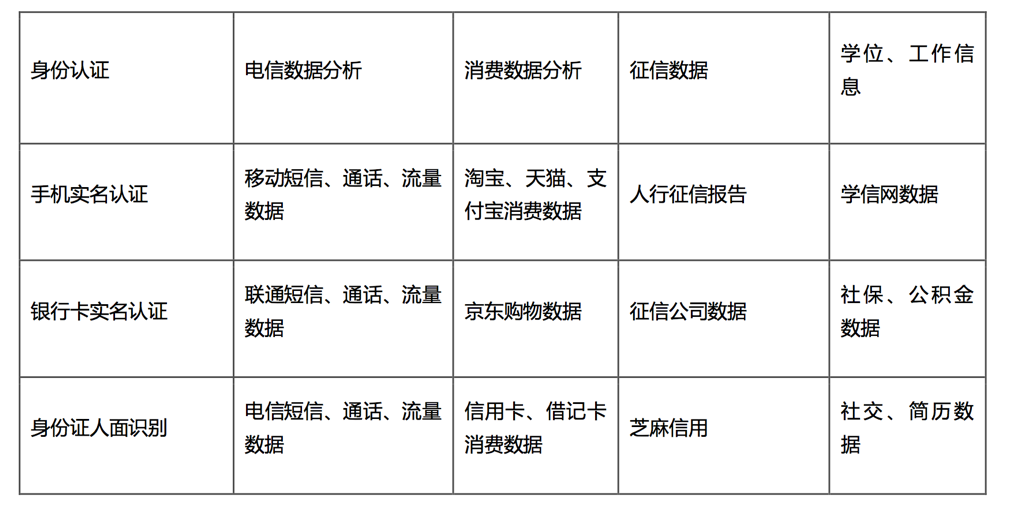 身份认证
电信数据分析
消费数据分析
征信数据
学位、工作信
息
手机实名认证
移动短信、通话、流量
数据
淘宝、天猫、支
付宝消费数据
人行征信报告
学信网数据
银行卡实名认证
联通短信、通话、流量
数据
京东购物数据
征信公司数据
社保、公积金
数据
身份证人面识别
电信短信、通话、流量
数据
信用卡、借记卡
消费数据
芝麻信用
社交、简历数
据